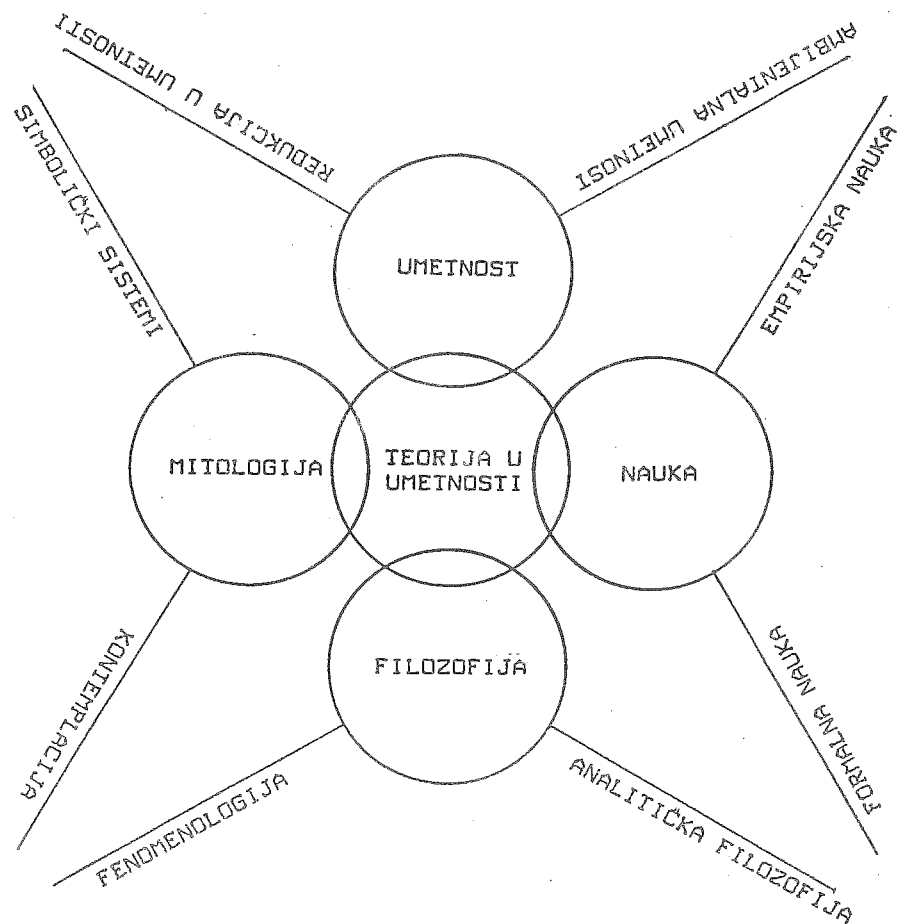 REDUKCIJA U UMETNOSTI
AMBIJENTALNA UMETNOST
SIMBOLIČKI SISTEMI
EMPIRIJSKA NAUKA
UMETNOST
MITOLOGIJA
TEORIJA U
UMETNOSTI
NAUKA
FILOZOFIJA
KONTEMPLACIJA
FORMALNA NAUKA
FENOMENOLOGIJA
ANALITIČKA FILOZOFIJA